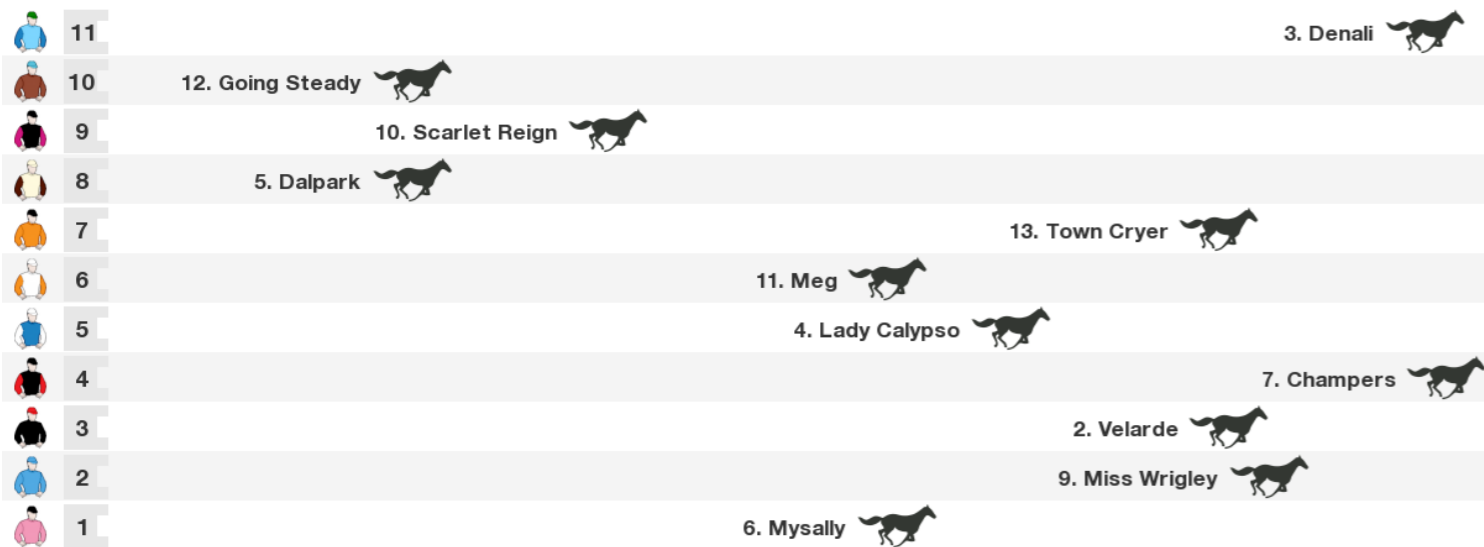 11 3. Denali
10 12. Going Steady
9 10. Scarlet Reign
8 5. Dalpark
7 13. Town Cryer
6 11. Meg
5 4. Lady Calypso
4 7. Champers
3 2. Velarde
2 9. Miss Wrigley
1 6. Mysally